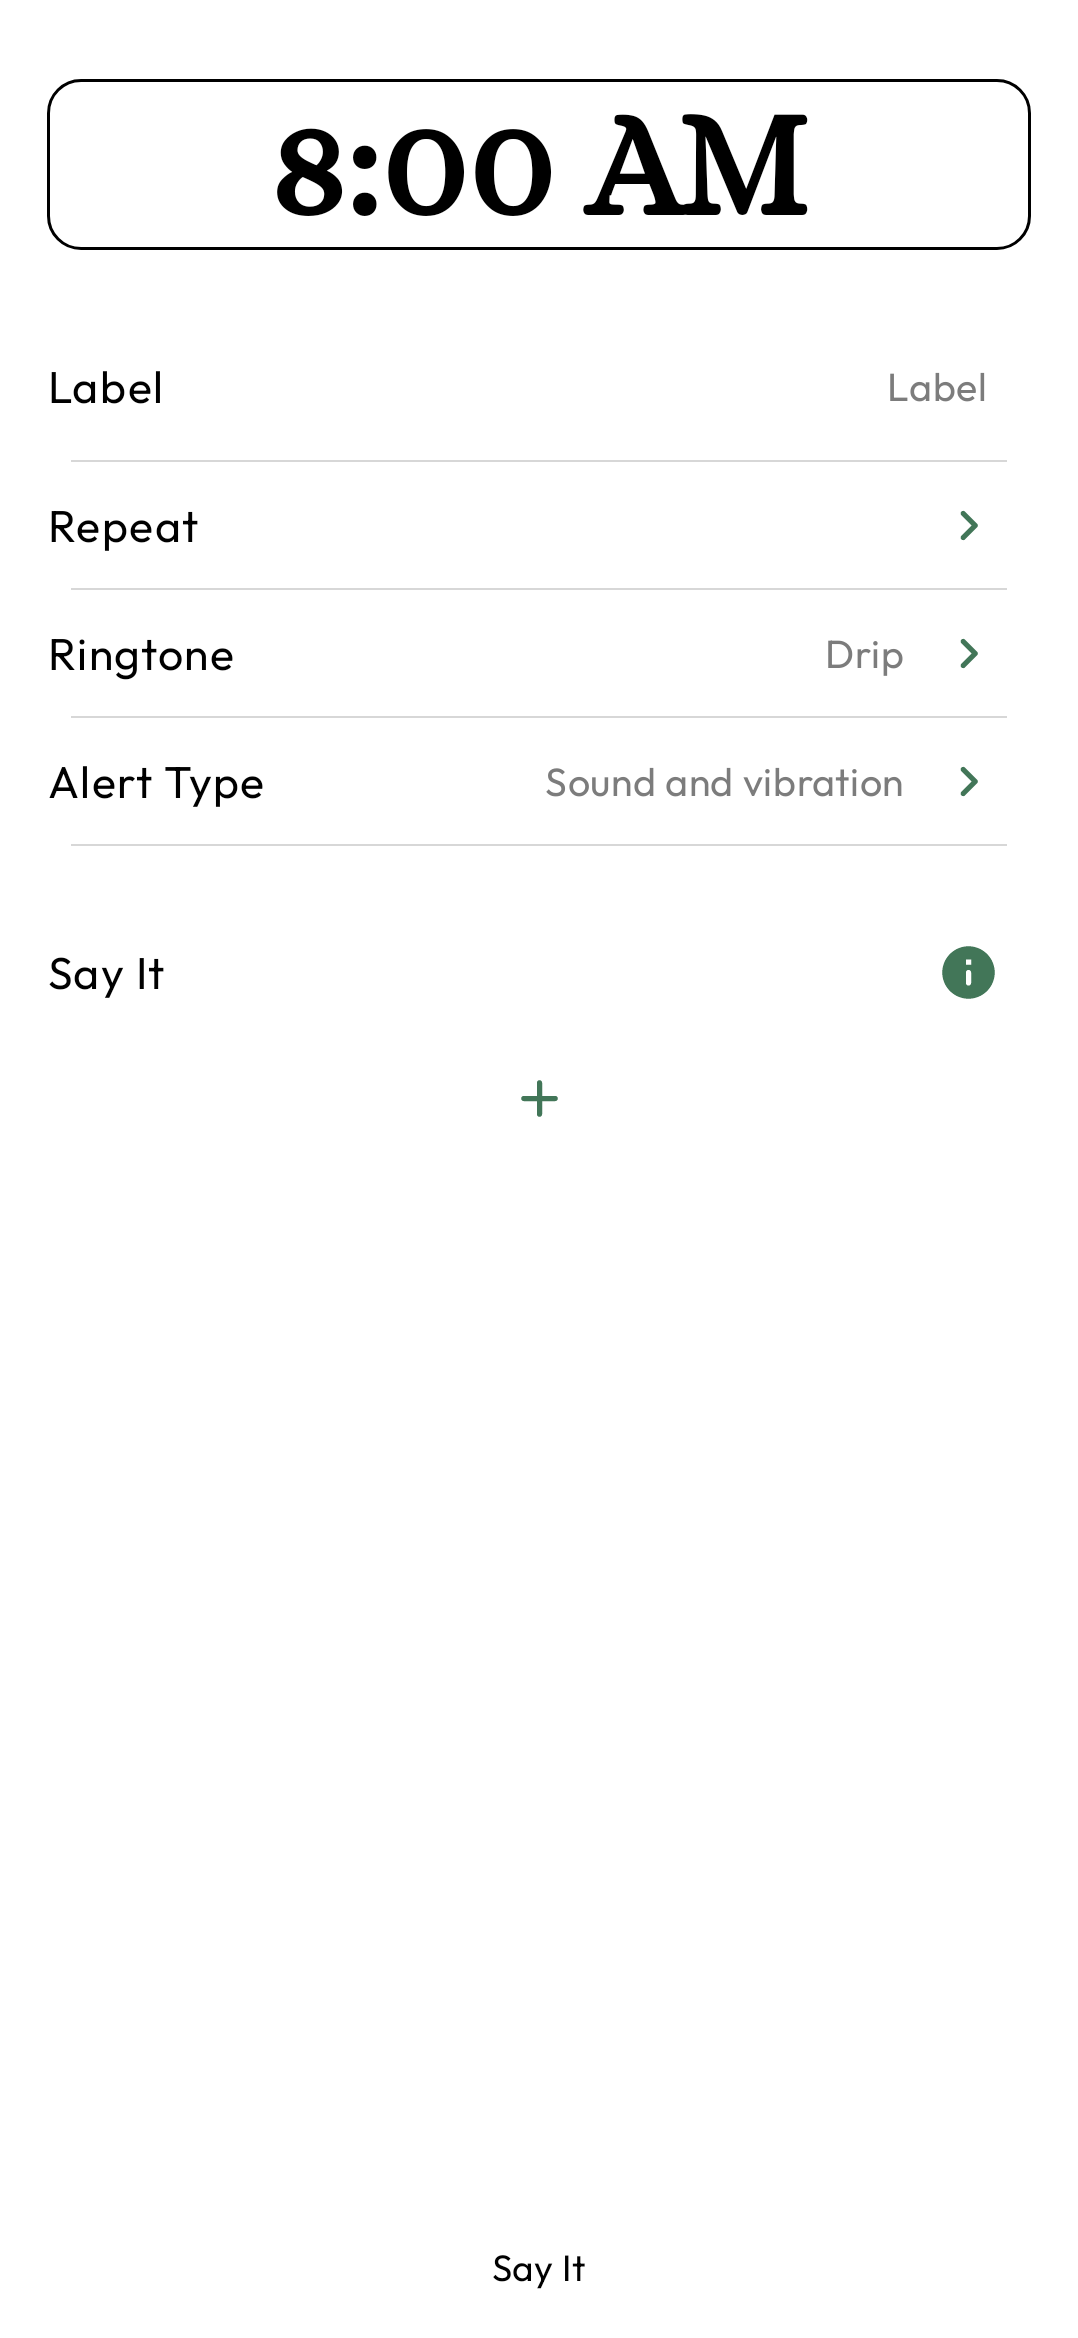 8:00 AM
Label Label
Repeat
Ringtone Drip
Alert Type Sound and vibration
Say It
Say It